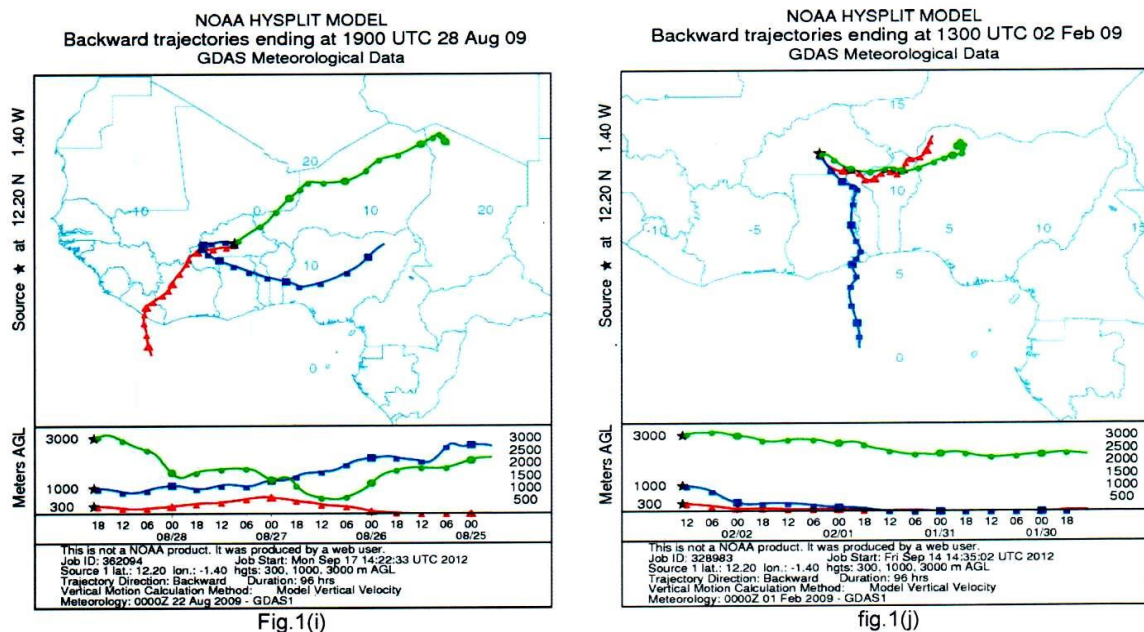 NOAA HYSPLIT MODEL
Backward trajectories ending at 1900 UTC 28 Aug 09
GDAS Meteorological Data
Source ★ at 12.20 N 1.40 W
20
-10
0
10
20
10
0
Meters AGL
3000
1000
300
3000
2500
2000
1500
1000
500
18 12 06 00 18 12 06 00 18 12 06 00 18 12 06 00
08/28 08/27 08/26 08/25
This is not a NOAA product. It was produced by a web user.
Job ID: 362094 Job Start: Mon Sep 17 14:22:33 UTC 2012
Source 1 lat.: 12.20 lon.: -1.40 hgts: 300, 1000, 3000 m AGL
Trajectory Direction: Backward Duration: 96 hrs
Vertical Motion Calculation Method: Model Vertical Velocity
Meteorology: 0000Z 22 Aug 2009 - GDAS1
Fig.1(i)
NOAA HYSPLIT MODEL
Backward trajectories ending at 1300 UTC 02 Feb 09
GDAS Meteorological Data
Source ★ at 12.20 N 1.40 W
15
10
-10
-5
5
10
15
5
0
Meters AGL
3000
1000
300
3000
2500
2000
1500
1000
500
12 06 00 18 12 06 00 18 12 06 00 18 12 06 00 18
02/02 02/01 01/31 01/30
This is not a NOAA product. It was produced by a web user.
Job ID: 328983 Job Start: Fri Sep 14 14:35:02 UTC 2012
Source 1 lat.: 12.20 lon.: -1.40 hgts: 300, 1000, 3000 m AGL
Trajectory Direction: Backward Duration: 96 hrs
Vertical Motion Calculation Method: Model Vertical Velocity
Meteorology: 0000Z 01 Feb 2009 - GDAS1
fig.1(j)